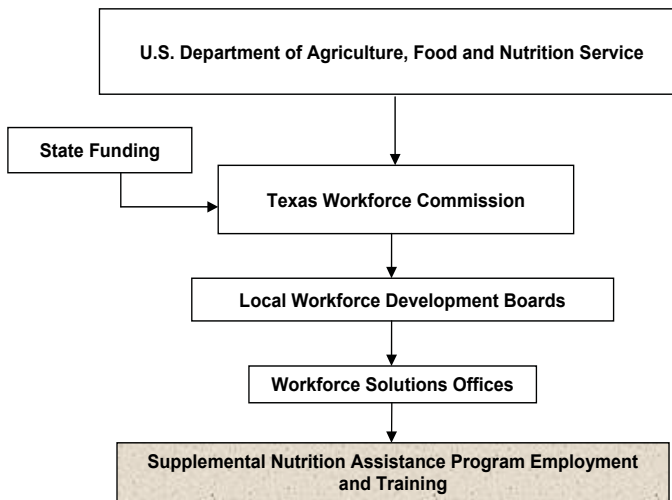 U.S. Department of Agriculture, Food and Nutrition Service
State Funding
Texas Workforce Commission
Local Workforce Development Boards
Workforce Solutions Offices
Supplemental Nutrition Assistance Program Employment
and Training